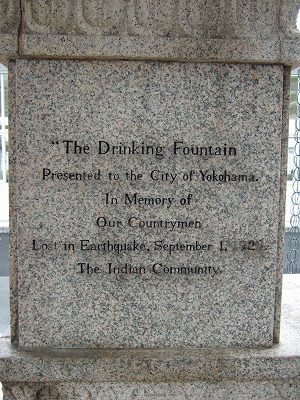 "The Drinking Fountain
Presented to the City of Yokohama.
In Memory of
Our Countrymen
Lost in Earthquake, September 1,
The Indian Community.